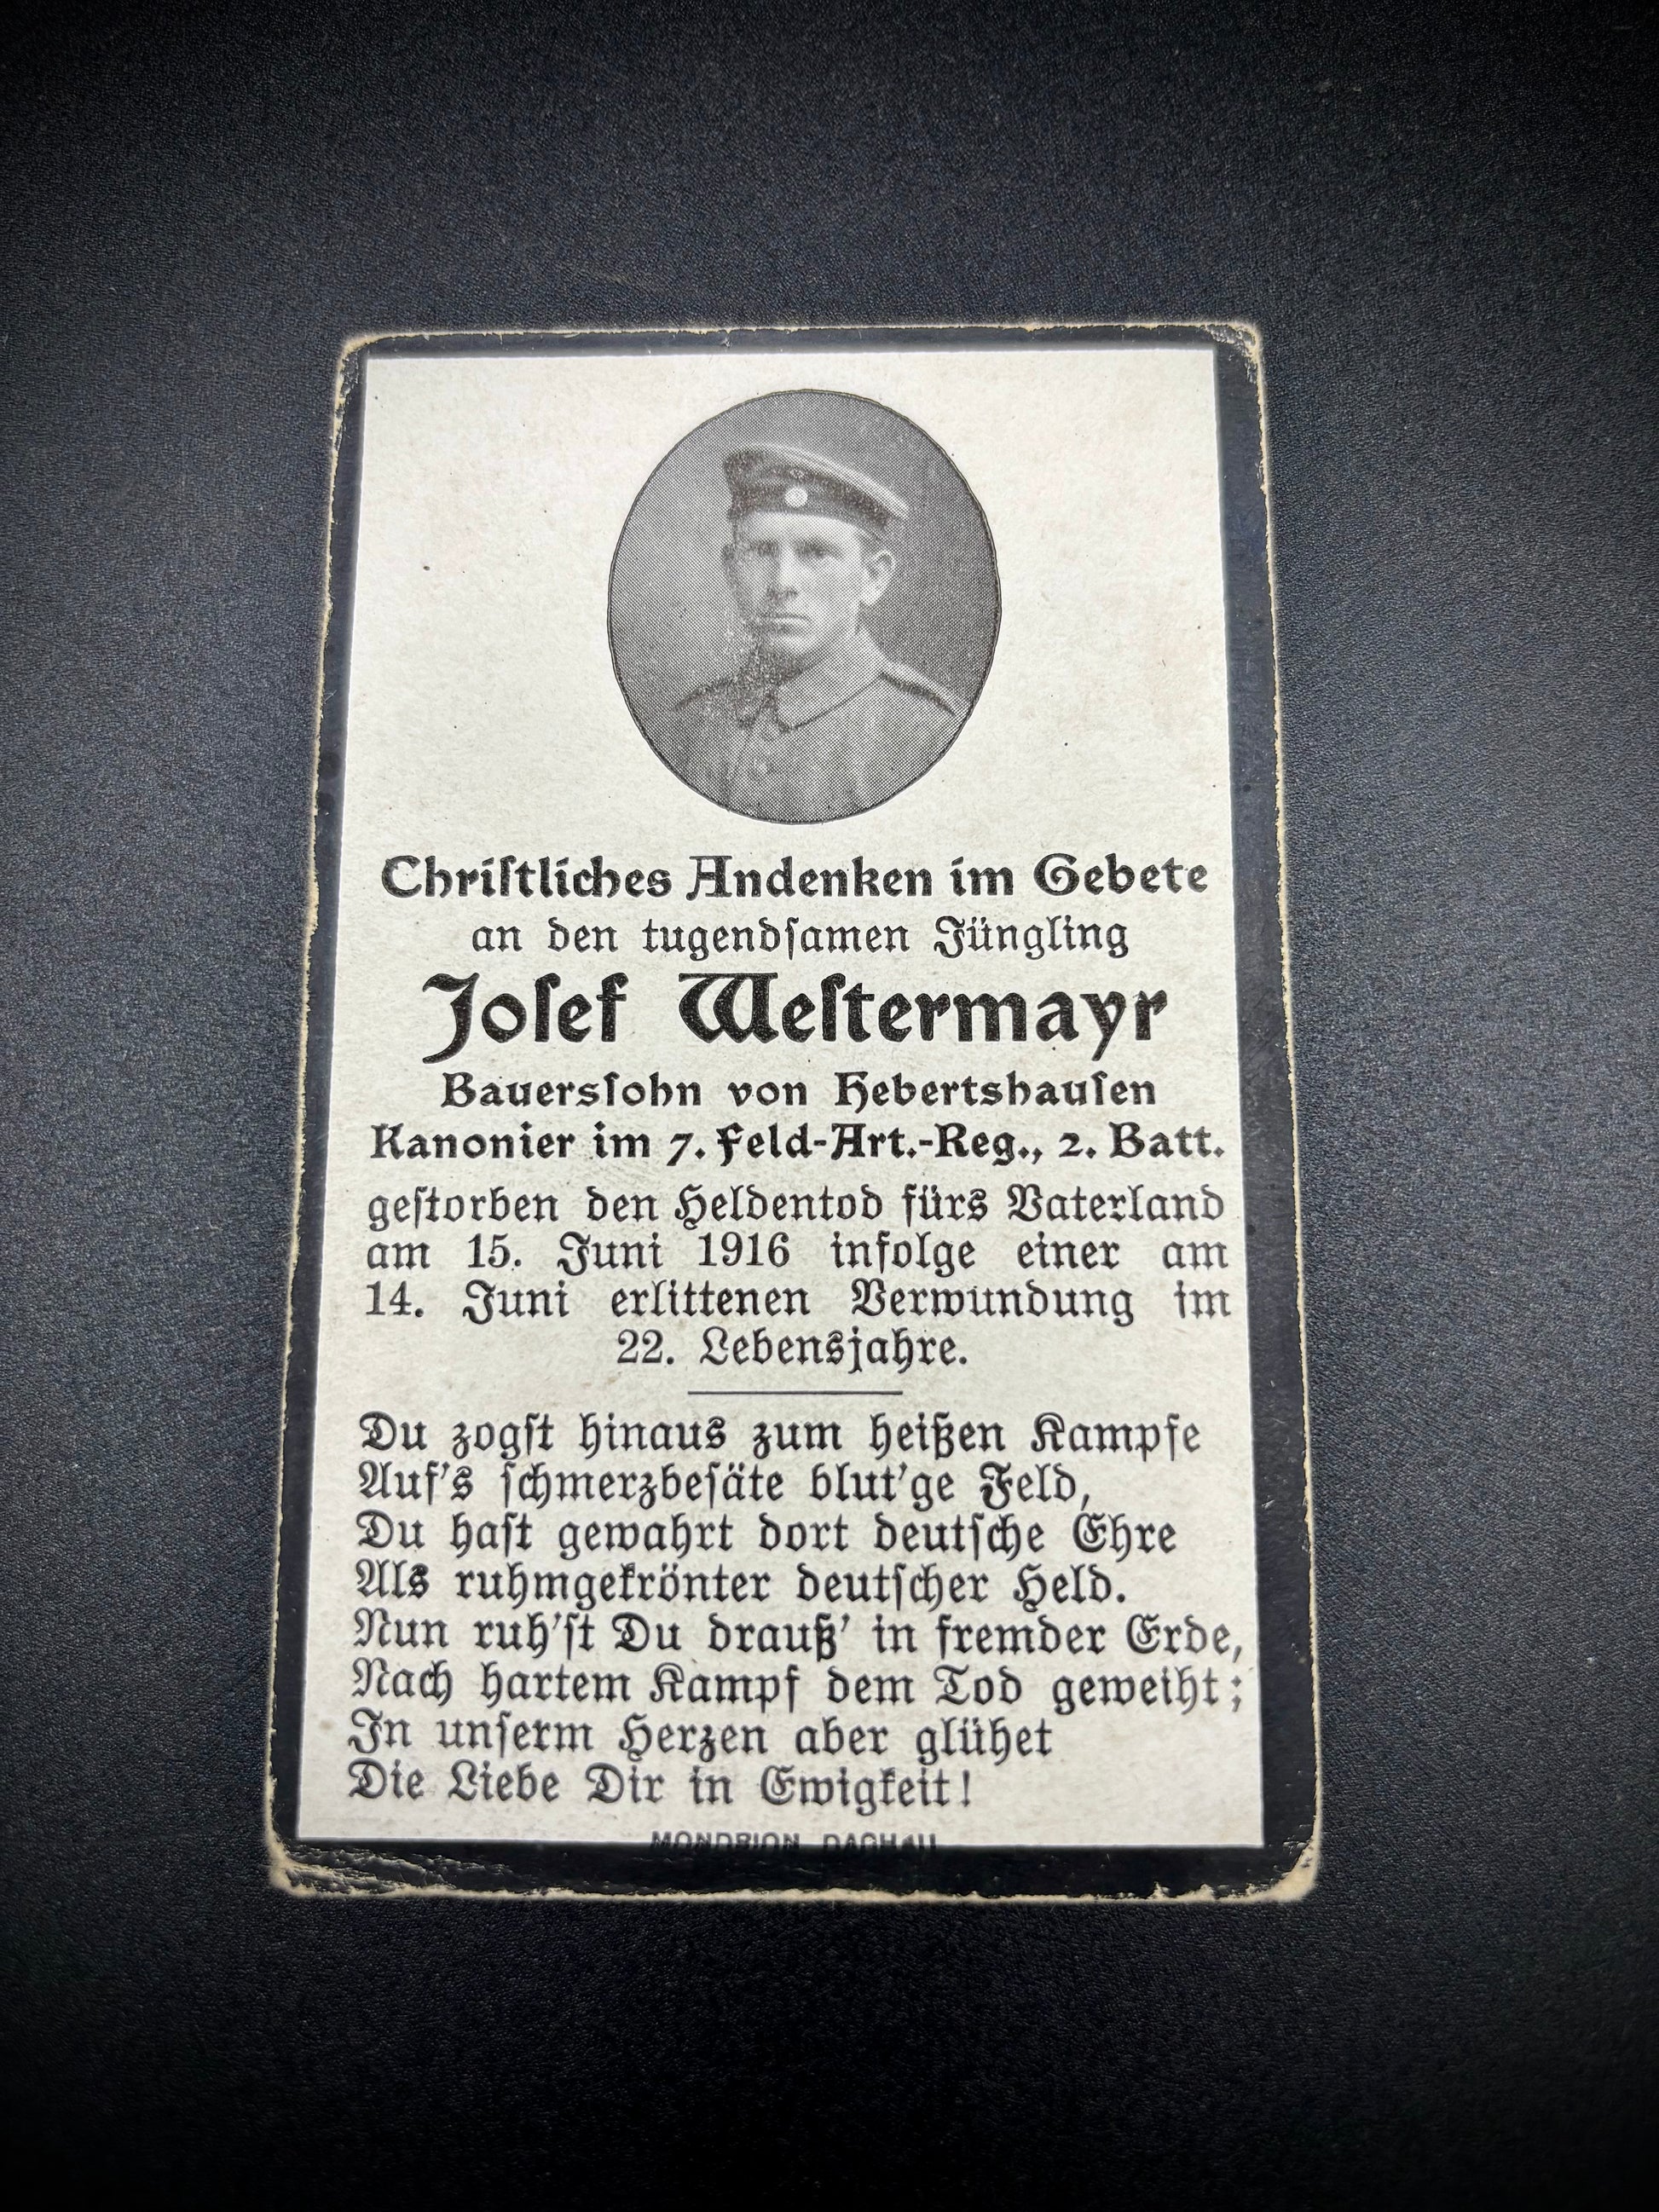 Chriſtliches Andenken im Gebete
an den tugendſamen Jüngling
Joſef Weſtermayr
Bauersſohn von Hebertshauſen
Kanonier im 7. Feld-Art.-Reg., 2. Batt.
geſtorben den Heldentod fürs Vaterland
am 15. Juni 1916 infolge einer am
14. Juni erlittenen Verwundung im
22. Lebensjahre.
Du zogſt hinaus zum heißen Kampfe
Auf's ſchmerzbeſäte blut'ge Feld,
Du haſt gewahrt dort deutſche Ehre
Als ruhmgekrönter deutſcher Held.
Nun ruh'ſt Du drauß' in fremder Erde,
Nach hartem Kampf dem Tod geweiht;
In unſerm Herzen aber glühet
Die Liebe Dir in Ewigkeit!
MONDRION DACHAU